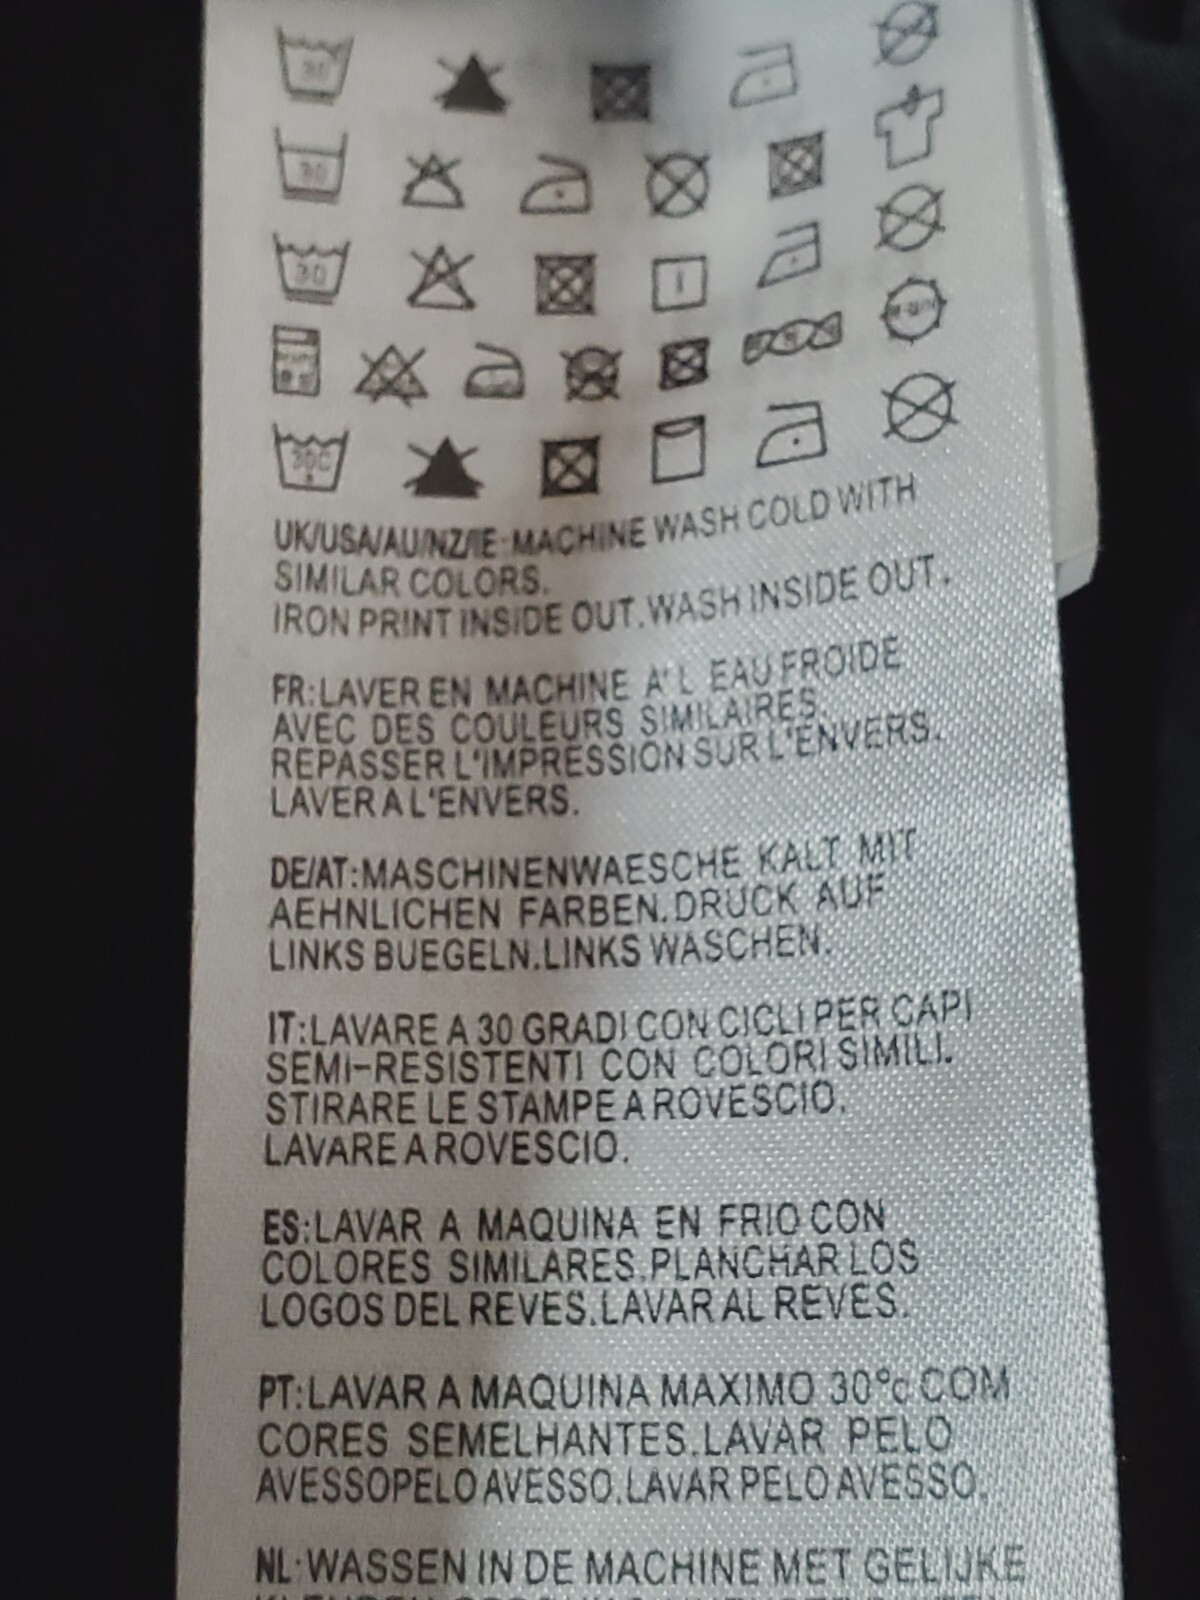 30
30
30
30C
UK/USA/AU/NZ/IE:MACHINE WASH COLD WITH
SIMILAR COLORS.
IRON PRINT INSIDE OUT.WASH INSIDE OUT.
FR:LAVER EN MACHINE A' L EAU FROIDE
AVEC DES COULEURS SIMILAIRES.
REPASSER L'IMPRESSION SUR L'ENVERS.
LAVER A L'ENVERS.
DE/AT:MASCHINENWAESCHE KALT MIT
AEHNLICHEN FARBEN.DRUCK AUF
LINKS BUEGELN.LINKS WASCHEN.
IT:LAVARE A 30 GRADI CON CICLI PER CAPI
SEMI-RESISTENTI CON COLORI SIMILI.
STIRARE LE STAMPE A ROVESCIO.
LAVARE A ROVESCIO.
ES:LAVAR A MAQUINA EN FRIO CON
COLORES SIMILARES.PLANCHAR LOS
LOGOS DEL REVES.LAVAR AL REVES.
PT:LAVAR A MAQUINA MAXIMO 30°c COM
CORES SEMELHANTES.LAVAR PELO
AVESSOPELO AVESSO.LAVAR PELO AVESSO.
NL:WASSEN IN DE MACHINE MET GELIJKE